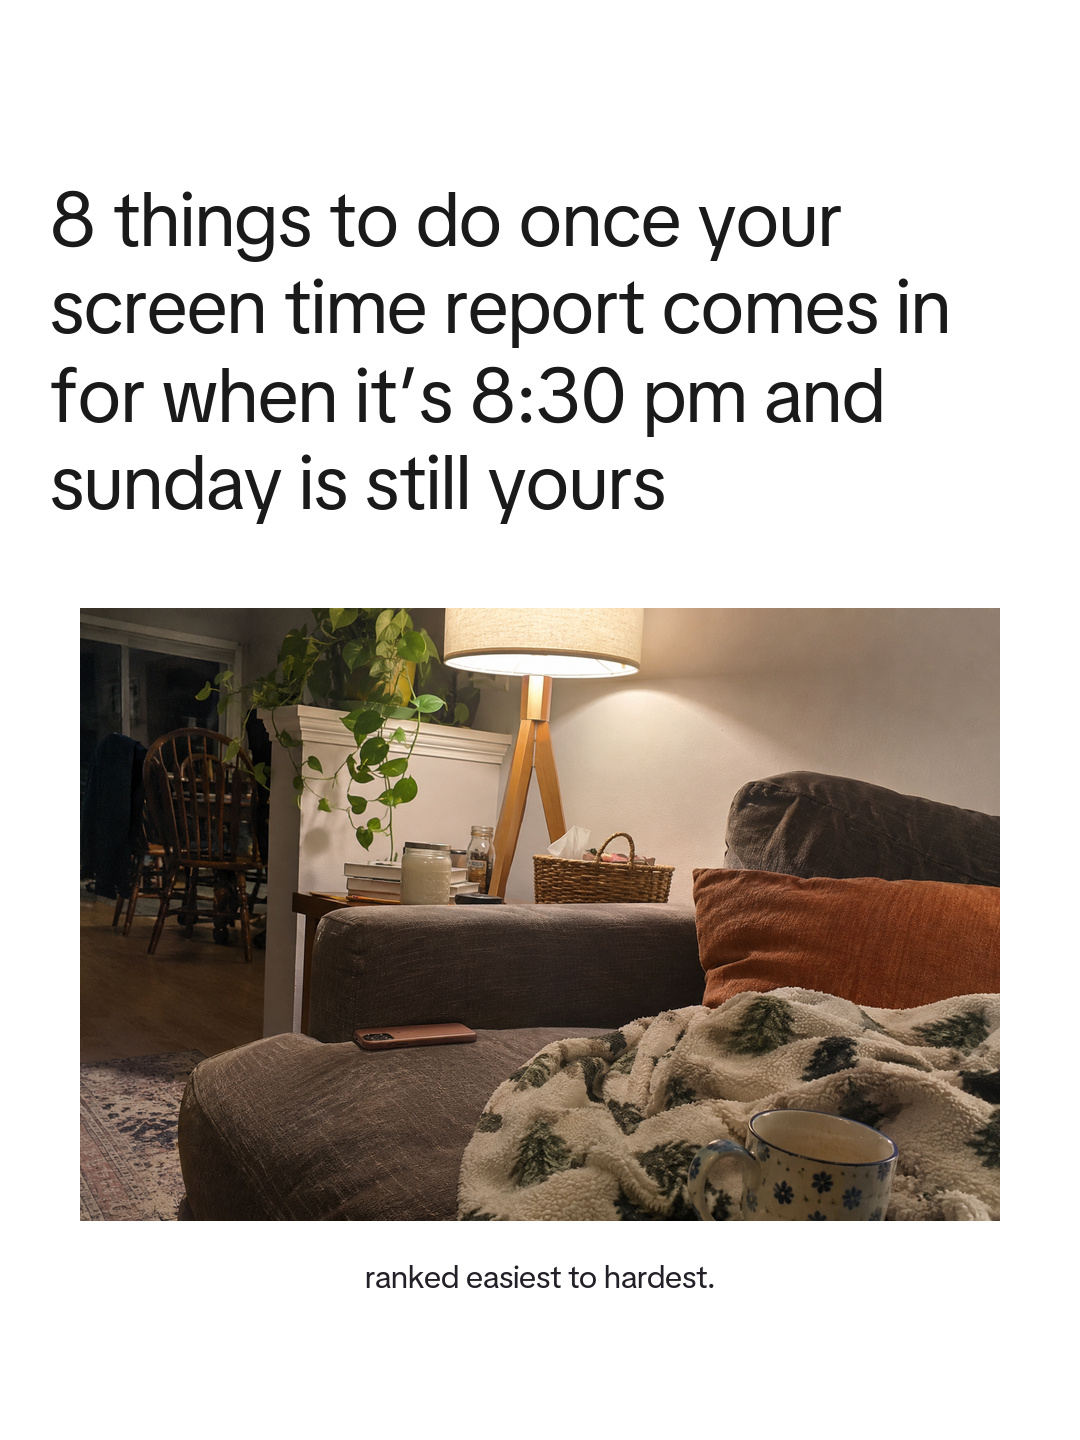 8 things to do once your
screen time report comes in
for when it’s 8:30 pm and
sunday is still yours
ranked easiest to hardest.